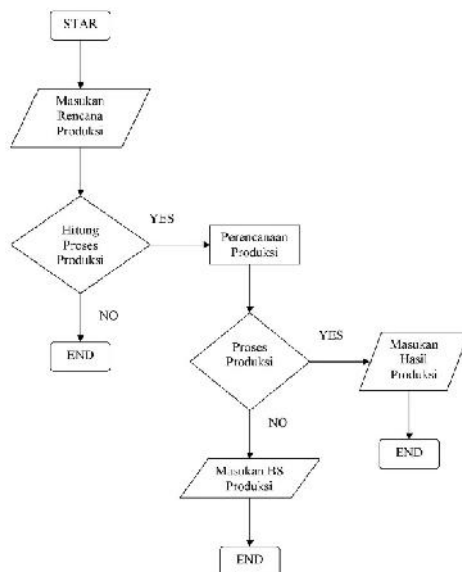 STAR
Masukan
Rencana
Produksi
Hitung
Proses
Produksi
YES
Perencanaan
Produksi
NO
END
Proses
Produksi
YES
Masukan
Hasil
Produksi
END
NO
Masukan BS
Produksi
END